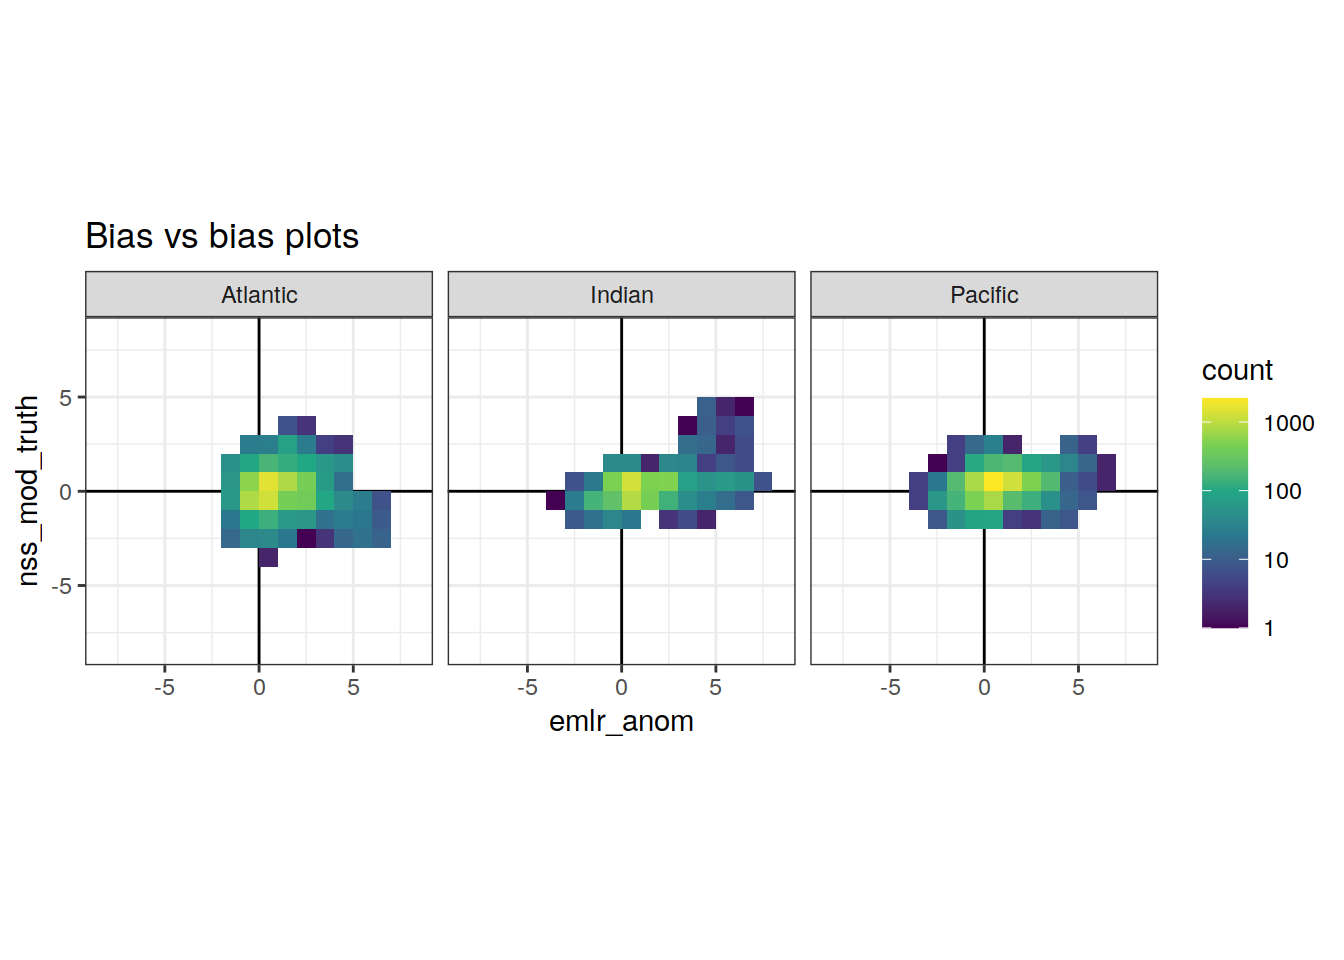 Bias vs bias plots
Atlantic
Indian
Pacific
nss_mod_truth
5
0
-5
-5 0 5
-5 0 5
-5 0 5
emlr_anom
count
1000
100
10
1